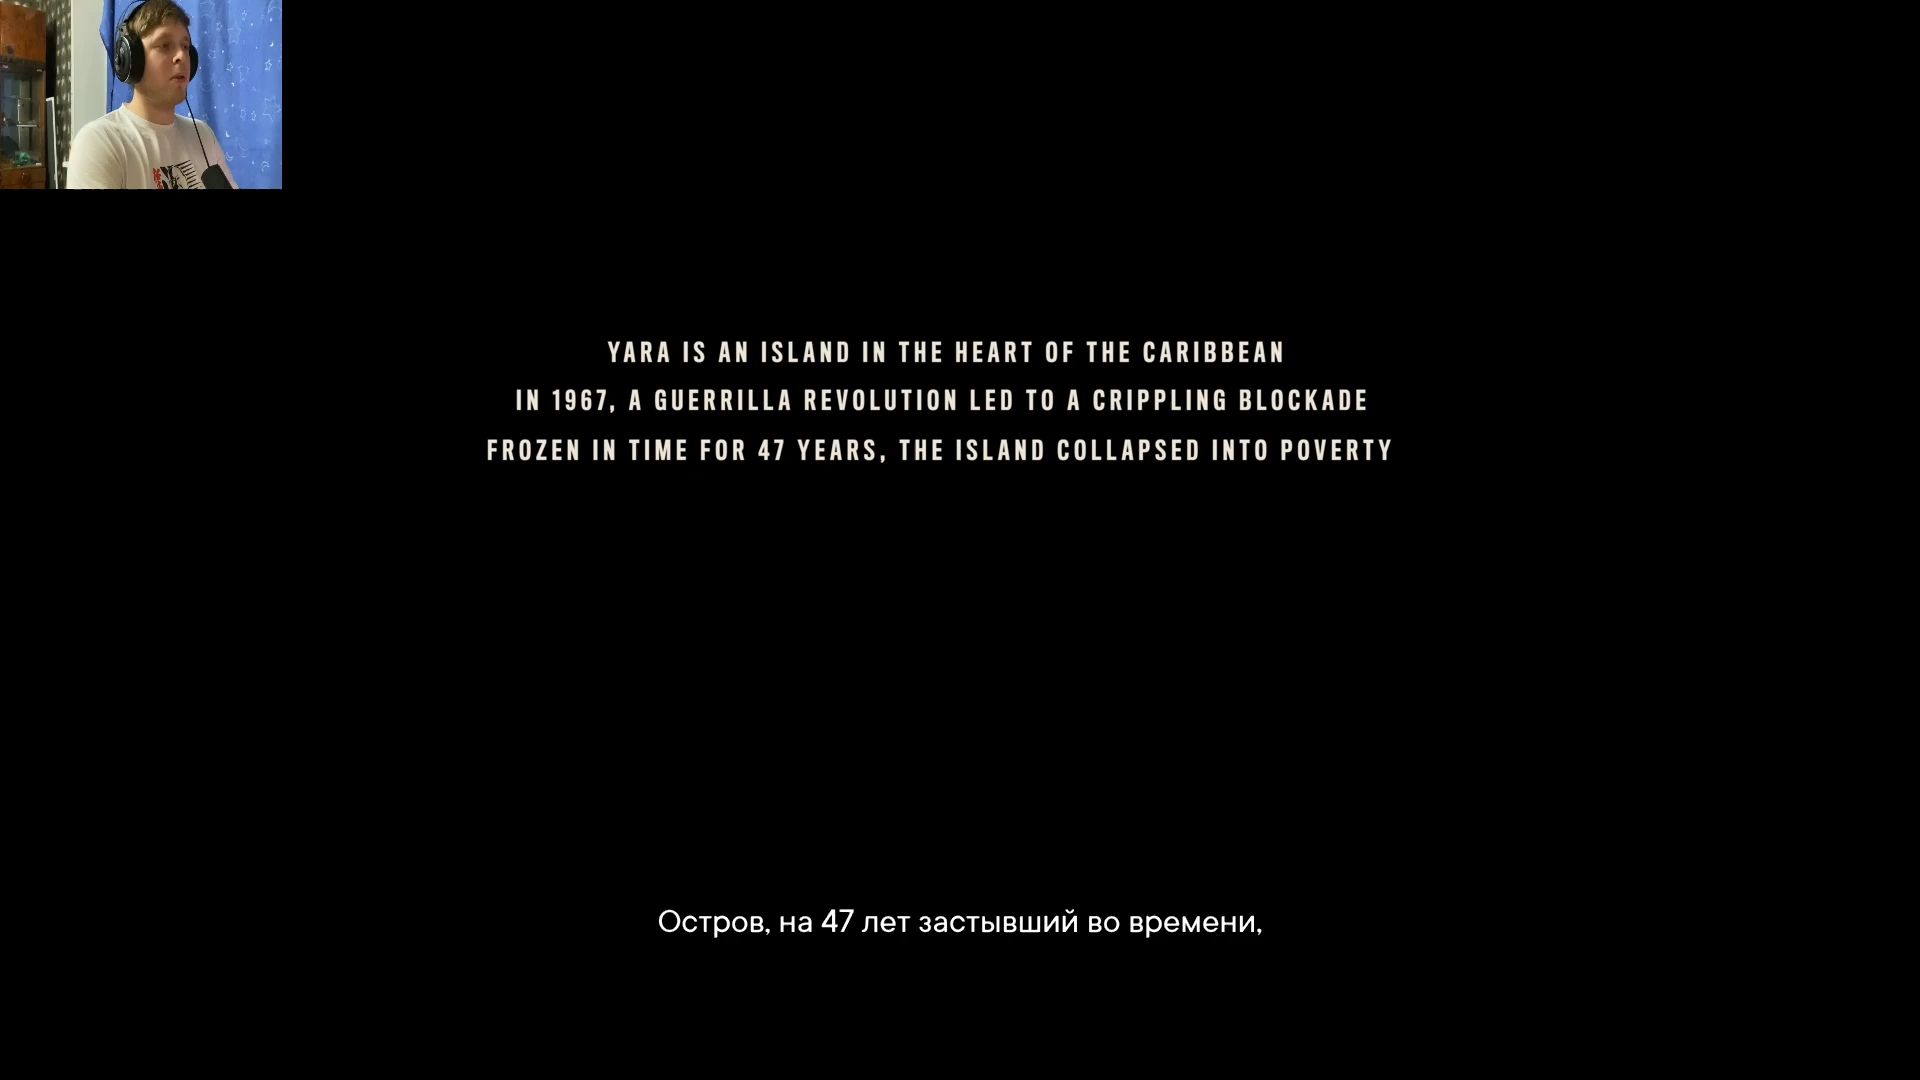 YARA IS AN ISLAND IN THE HEART OF THE CARIBBEAN
IN 1967, A GUERRILLA REVOLUTION LED TO A CRIPPLING BLOCKADE
FROZEN IN TIME FOR 47 YEARS, THE ISLAND COLLAPSED INTO POVERTY
Остров, на 47 лет застывший во времени,